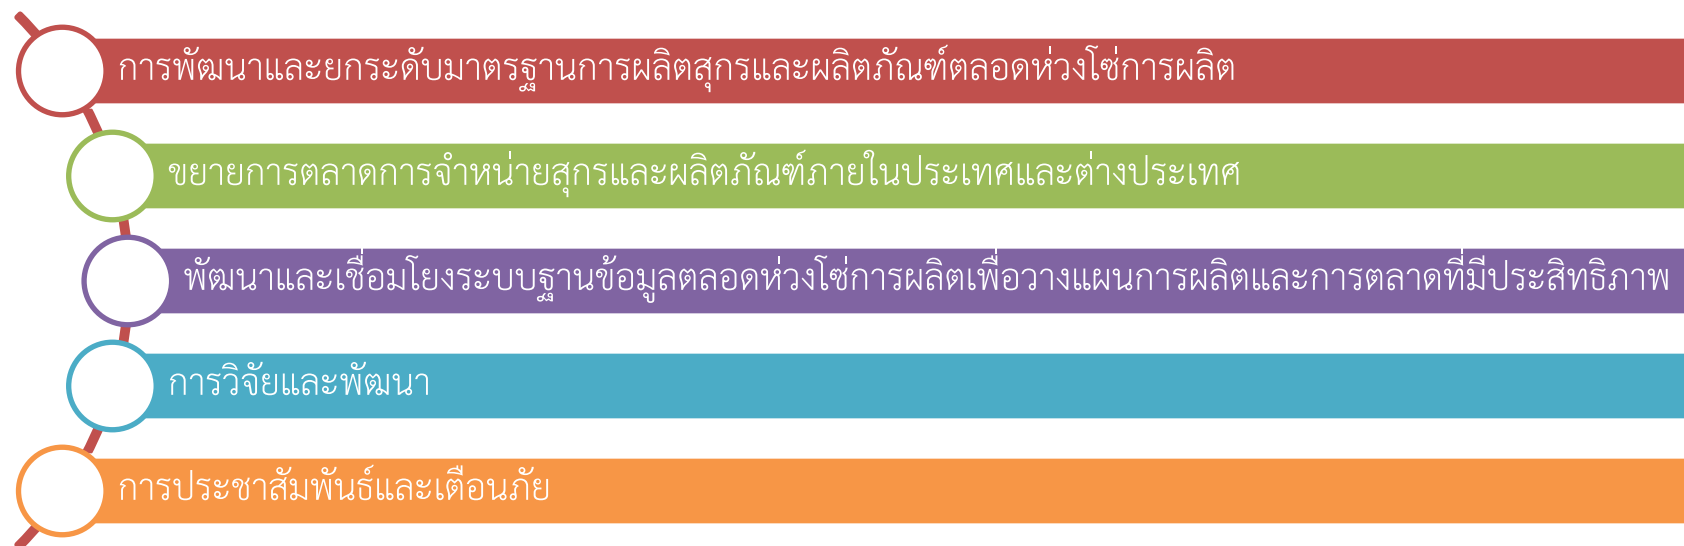 การพัฒนาและยกระดับมาตรฐานการผลิตสุกรและผลิตภัณฑ์ตลอดห่วงโซ่การผลิต
ขยายการตลาดการจำหน่ายสุกรและผลิตภัณฑ์ภายในประเทศและต่างประเทศ
พัฒนาและเชื่อมโยงระบบฐานข้อมูลตลอดห่วงโซ่การผลิตเพื่อวางแผนการผลิตและการตลาดที่มีประสิทธิภาพ
การวิจัยและพัฒนา
การประชาสัมพันธ์และเตือนภัย